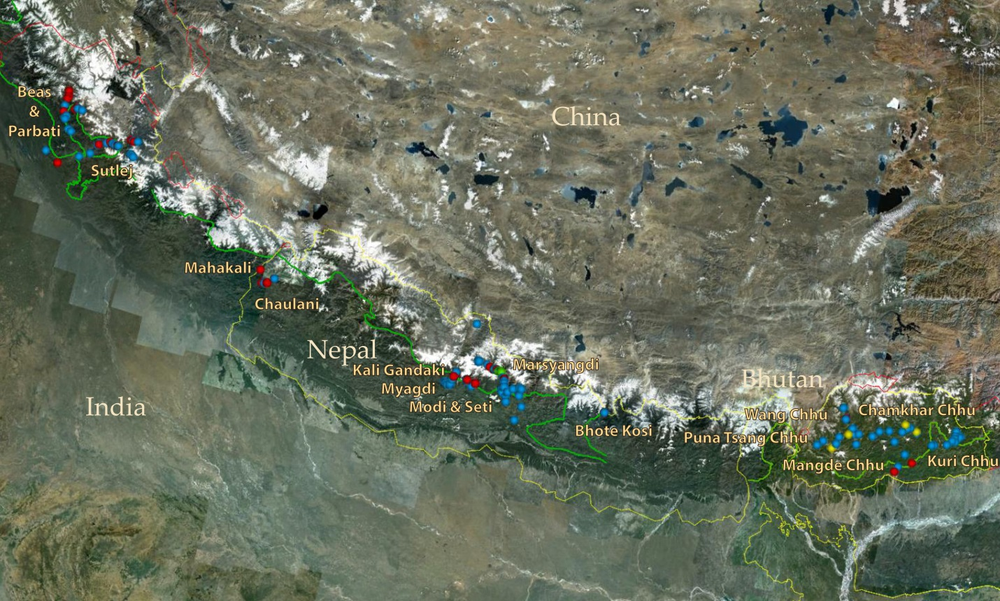 Beas
&
Parbati
China
Sutlej
Mahakali
Chaulani
Nepal
Kali Gandaki
Marsyangdi
Myagdi
Modi & Seti
India
Bhutan
Wang Chhu
Chamkhar Chhu
Bhote Kosi
Puna Tsang Chhu
Mangde Chhu
Kuri Chhu